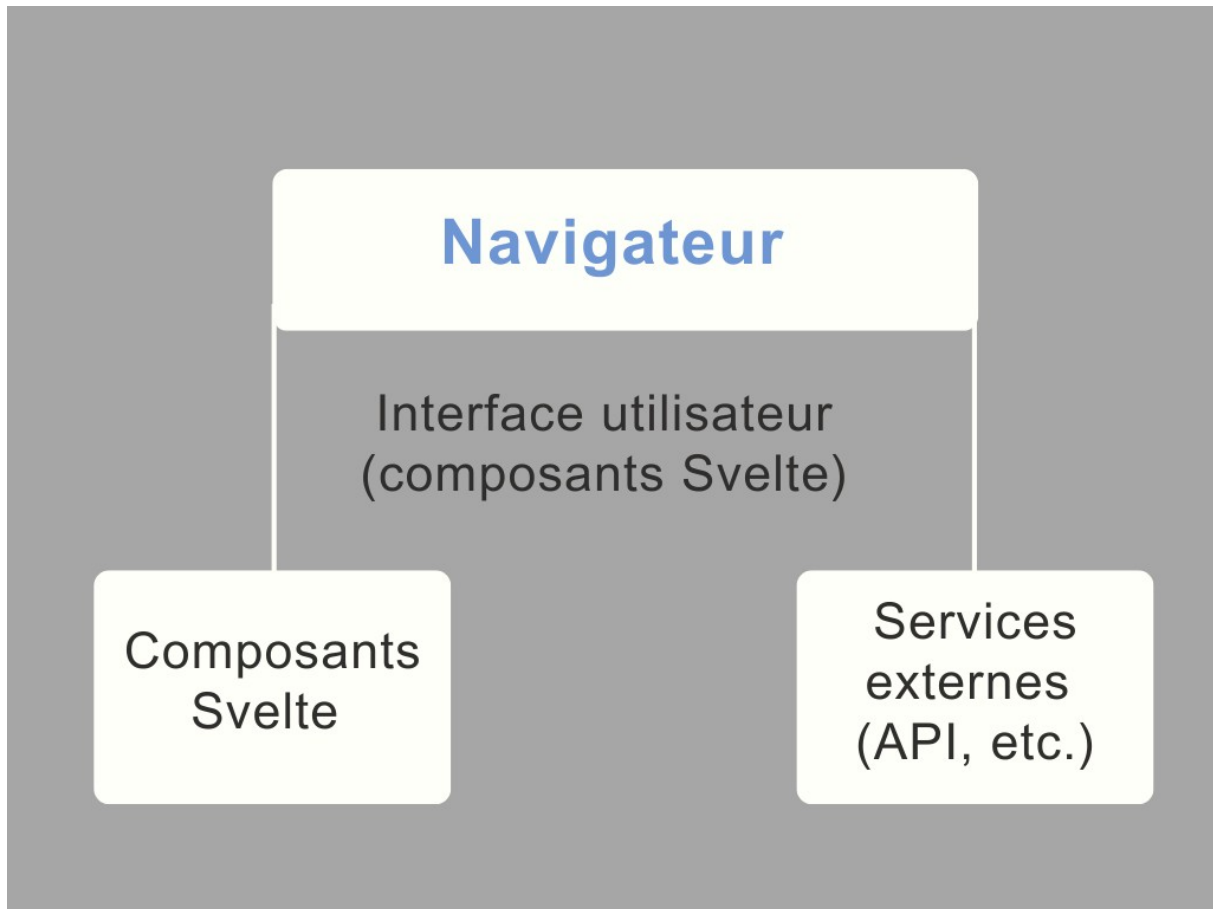 Navigateur
Interface utilisateur
(composants Svelte)
Composants
Svelte
Services
externes
(API, etc.)